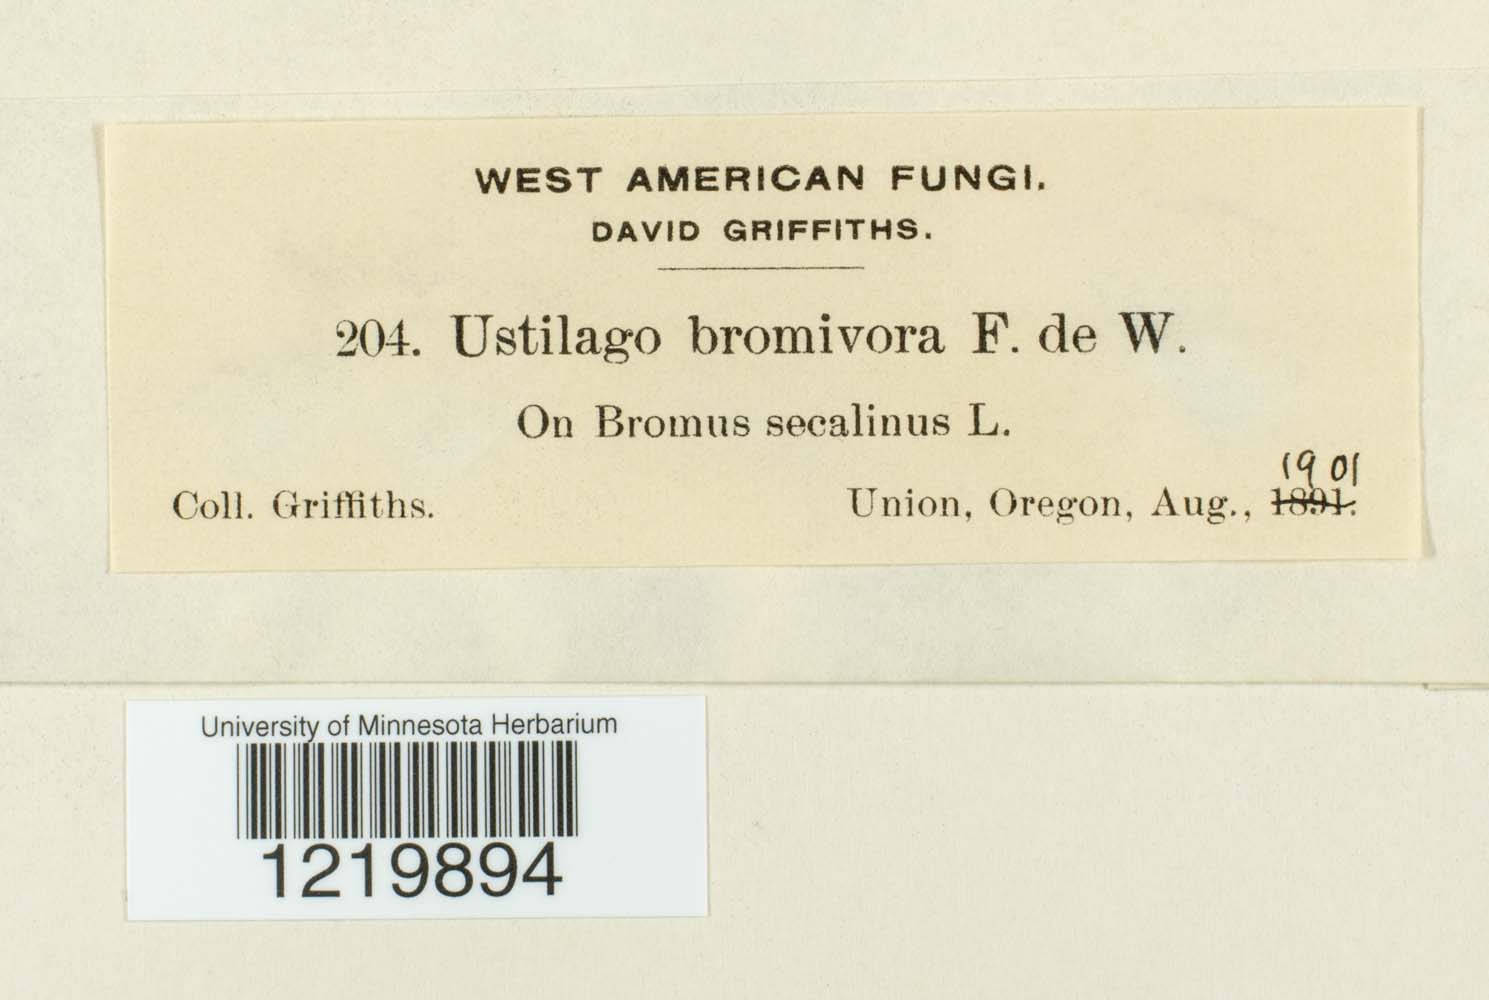 WEST AMERICAN FUNGI.
DAVID GRIFFITHS.
204. Ustilago bromivora F. de W.
On Bromus secalinus L.
1901
Coll. Griffiths. Union, Oregon, Aug., 1891.
University of Minnesota Herbarium
1219894